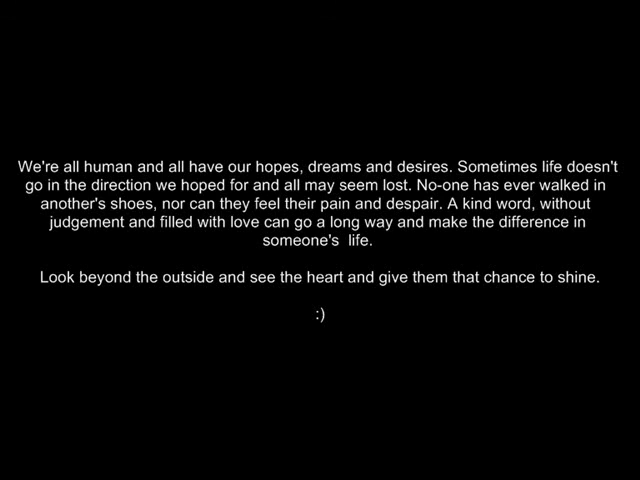 We're all human and all have our hopes, dreams and desires. Sometimes life doesn't
go in the direction we hoped for and all may seem lost. No-one has ever walked in
another's shoes, nor can they feel their pain and despair. A kind word, without
judgement and filled with love can go a long way and make the difference in
someone's  life.
Look beyond the outside and see the heart and give them that chance to shine.
:)